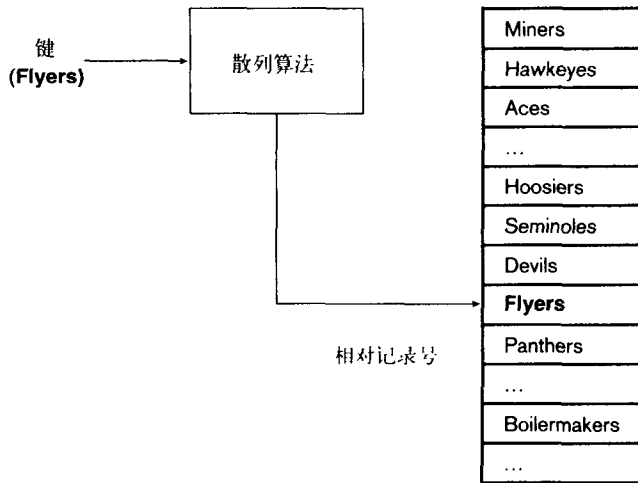 键
(Flyers)
散列算法
相对记录号
Miners
Hawkeyes
Aces
...
Hoosiers
Seminoles
Devils
Flyers
Panthers
...
Boilermakers
...